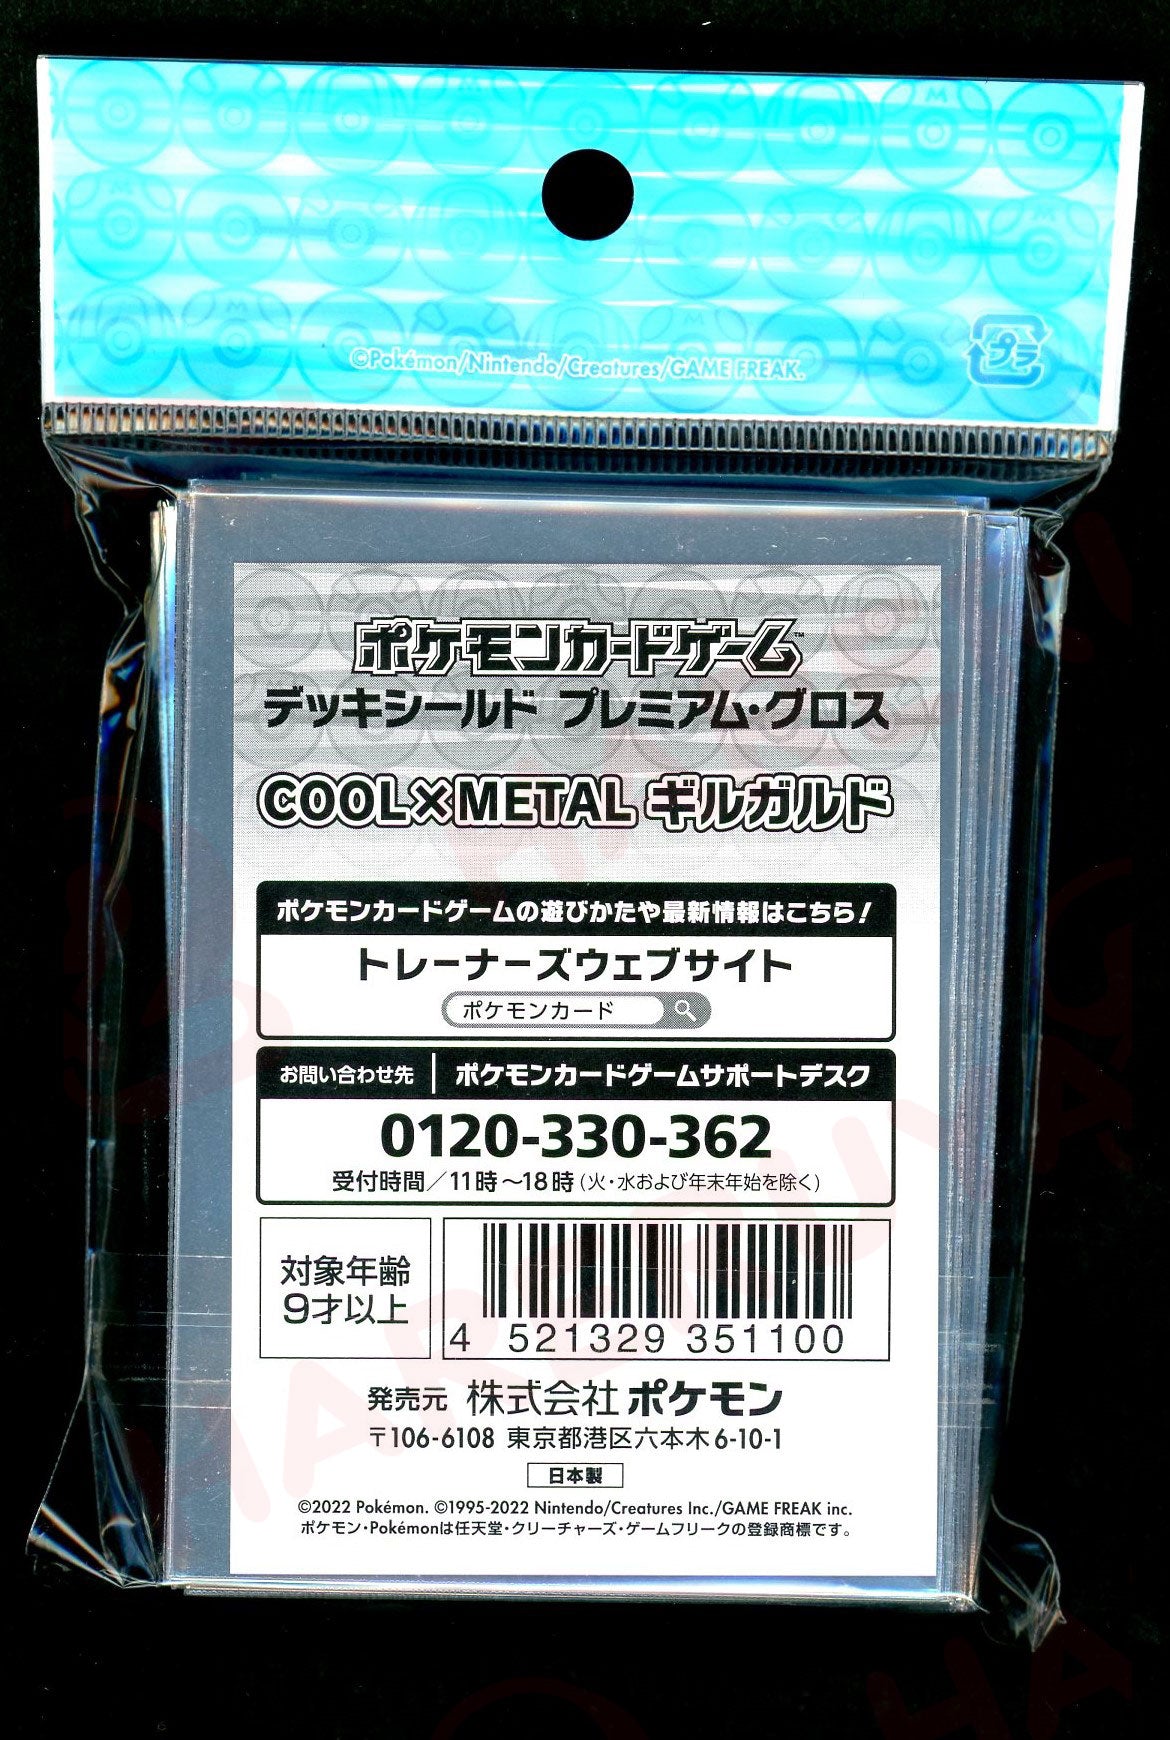 ©Pokémon/Nintendo/Creatures/GAME FREAK.
プラ
ポケモンカードゲーム™
デッキシールド プレミアム・グロス
COOL×METAL ギルガルド
ポケモンカードゲームの遊びかたや最新情報はこちら!
トレーナーズウェブサイト
ポケモンカード
お問い合わせ先 ポケモンカードゲームサポートデスク
0120-330-362
受付時間/11時~18時(火・水および年末年始を除く)
対象年齢
9才以上
4 521329 351100
発売元 株式会社ポケモン
〒106-6108 東京都港区六本木6-10-1
日本製
©2022 Pokémon. ©1995-2022 Nintendo/Creatures Inc./GAME FREAK inc.
ポケモン・Pokémonは任天堂・クリーチャーズ・ゲームフリークの登録商標です。